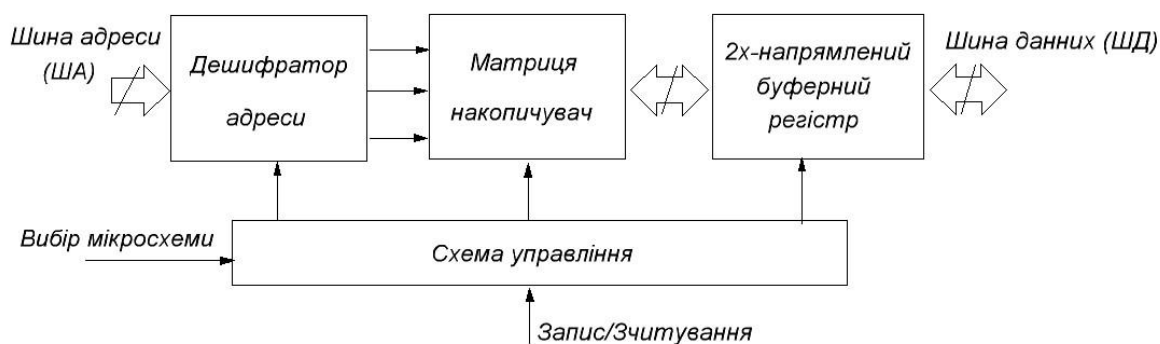 Шина адреси
(ША)
Дешифратор
адреси
Матриця
накопичувач
2х-напрямлений
буферний
регістр
Шина данних (ШД)
Вибір мікросхеми
Схема управління
Запис/Зчитування